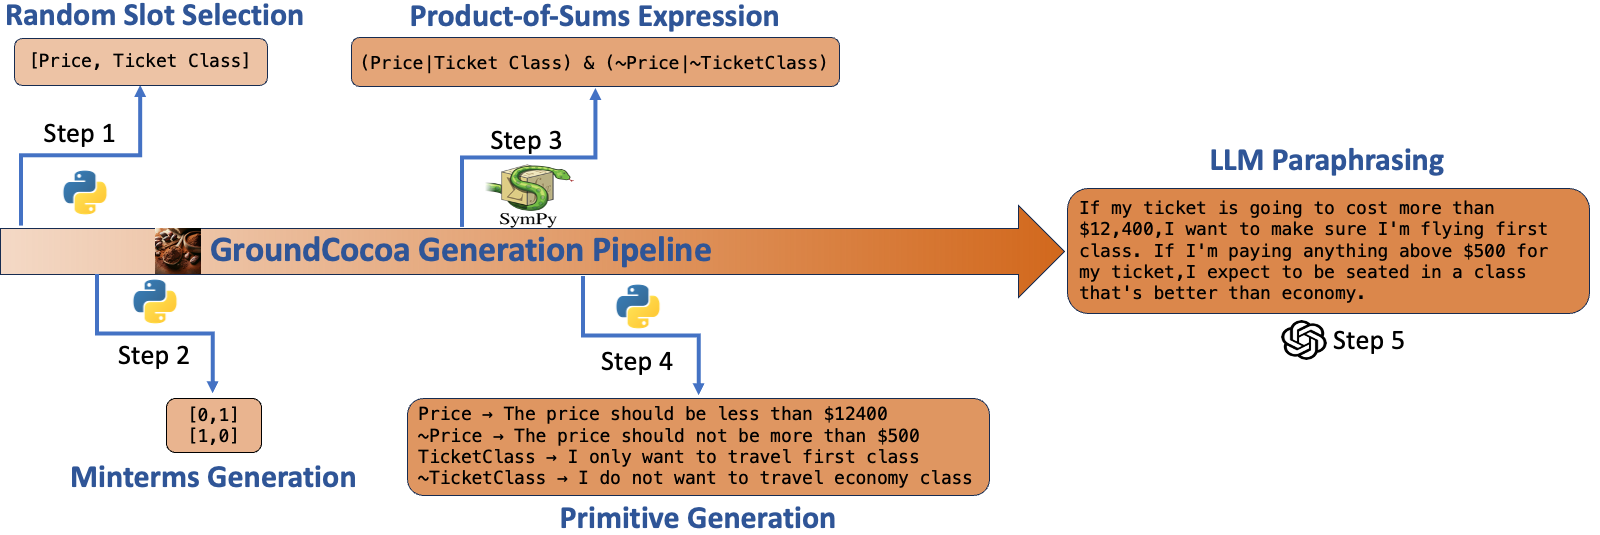 Random Slot Selection
[Price, Ticket Class]
Step 1
Product-of-Sums Expression
(Price|Ticket Class) & (~Price|~TicketClass)
Step 3
SymPy
GroundCocoa Generation Pipeline
Step 2
[0,1]
[1,0]
Minterms Generation
Step 4
Price → The price should be less than $12400
~Price → The price should not be more than $500
TicketClass → I only want to travel first class
~TicketClass → I do not want to travel economy class
Primitive Generation
LLM Paraphrasing
If my ticket is going to cost more than
$12,400,I want to make sure I'm flying first
class. If I'm paying anything above $500 for
my ticket,I expect to be seated in a class
that's better than economy.
Step 5